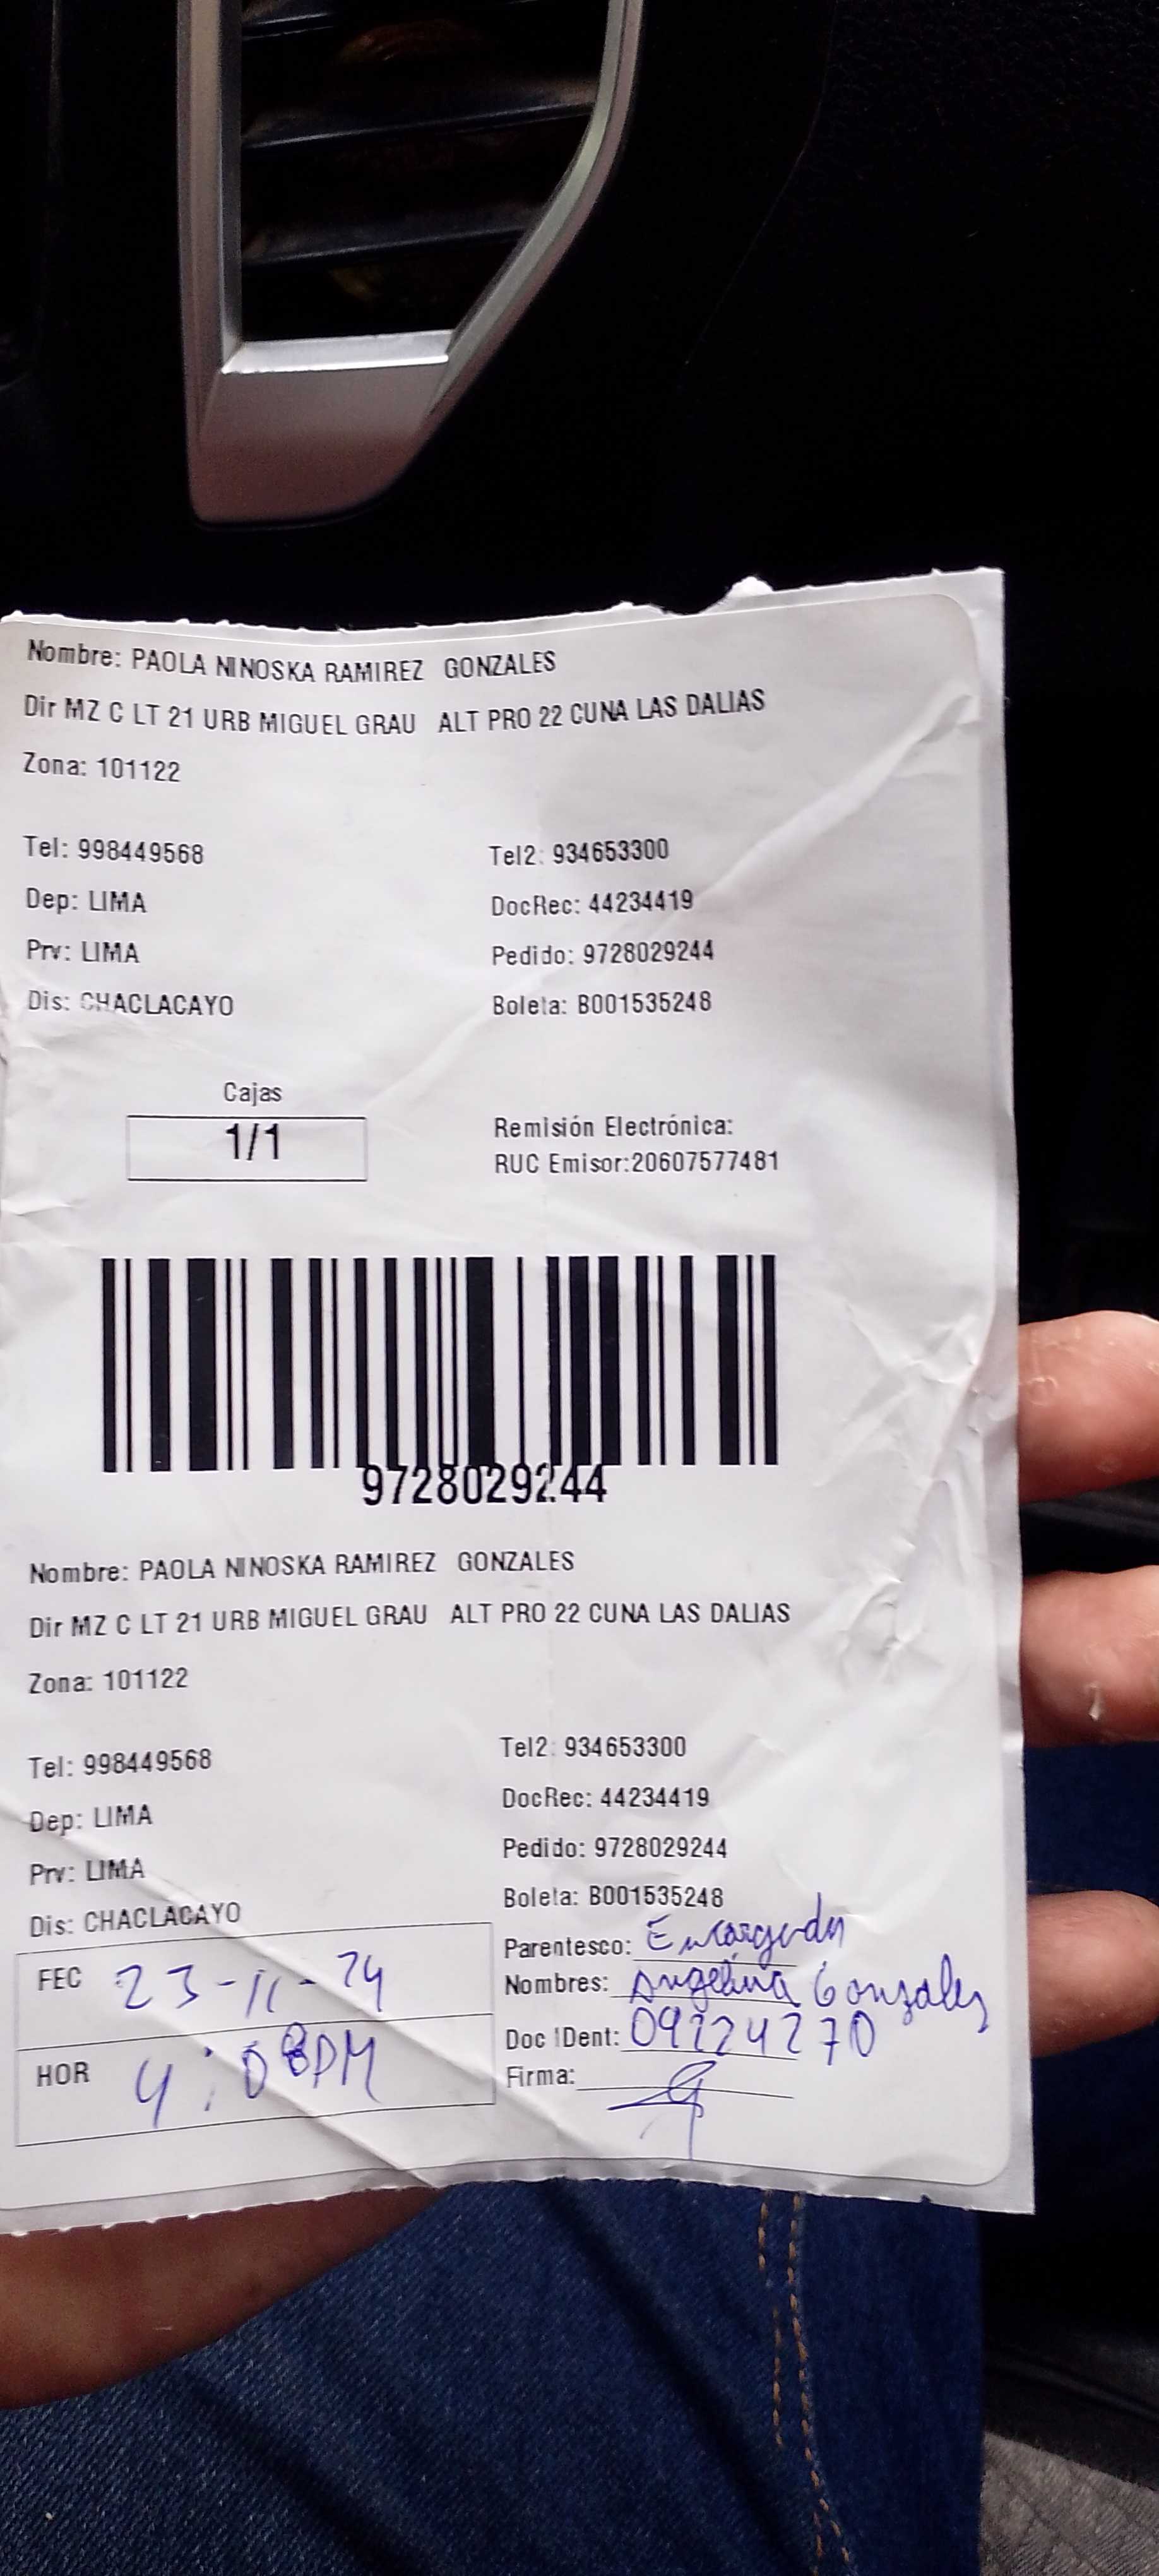 Nombre: PAOLA NINOSKA RAMIREZ GONZALES
Dir MZ C LT 21 URB MIGUEL GRAU ALT PRO 22 CUNA LAS DALIAS
Zona: 101122
Tel: 998449568 Tel2: 934653300
Dep: LIMA DocRec: 44234419
Prv: LIMA Pedido: 9728029244
Dis: CHACLACAYO Boleta: B001535248
Cajas
1/1
Remisión Electrónica:
RUC Emisor:20607577481
9728029244
Nombre: PAOLA NINOSKA RAMIREZ GONZALES
Dir MZ C LT 21 URB MIGUEL GRAU ALT PRO 22 CUNA LAS DALIAS
Zona: 101122
Tel: 998449568 Tel2: 934653300
Dep: LIMA DocRec: 44234419
Prv: LIMA Pedido: 9728029244
Dis: CHACLACAYO Boleta: B001535248
FEC 23-11-24
HOR 4:08PM
Parentesco: Encargada
Nombres: Angelina Gonzales
Doc IDent: 09224270
Firma: